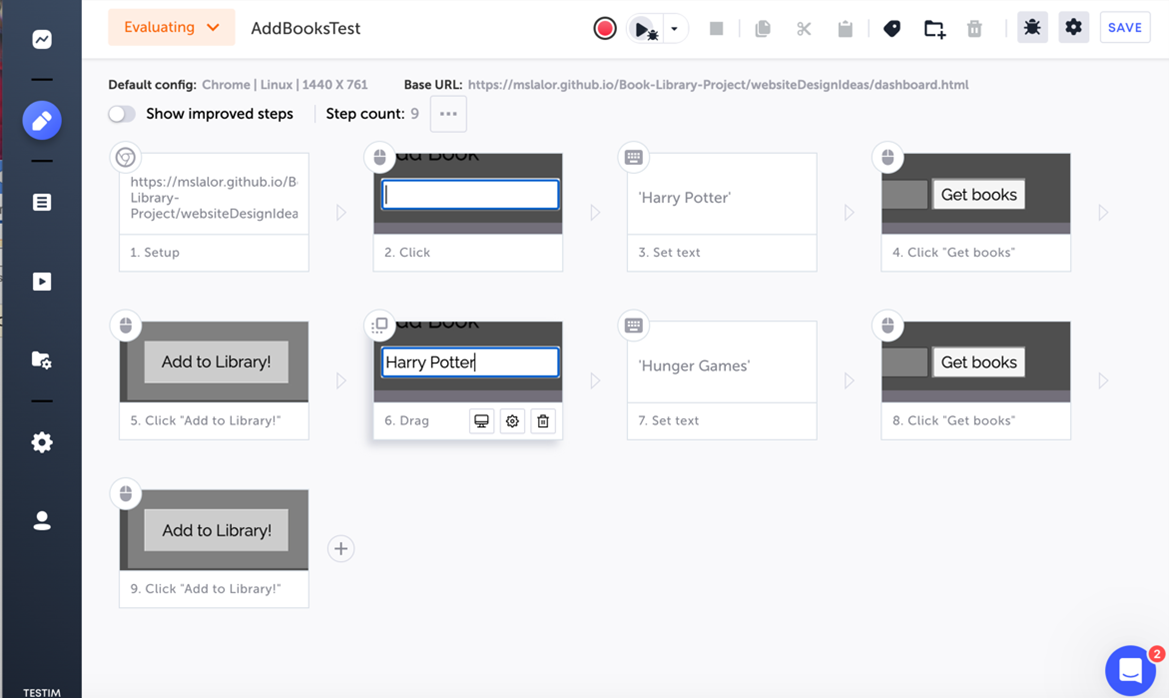 Evaluating
AddBooksTest
SAVE
Default config: Chrome | Linux | 1440 X 761
Base URL: https://mslalor.github.io/Book-Library-Project/websiteDesignIdeas/dashboard.html
Show improved steps
Step count: 9
https://mslalor.github.io/B
Library-
Project/websiteDesignIdea
1. Setup
Add Book
2. Click
'Harry Potter'
3. Set text
Get books
4. Click "Get books"
Add to Library!
5. Click "Add to Library!"
Add Book
Harry Potter
6. Drag
'Hunger Games'
7. Set text
Get books
8. Click "Get books"
Add to Library!
9. Click "Add to Library!"
TESTIM
2